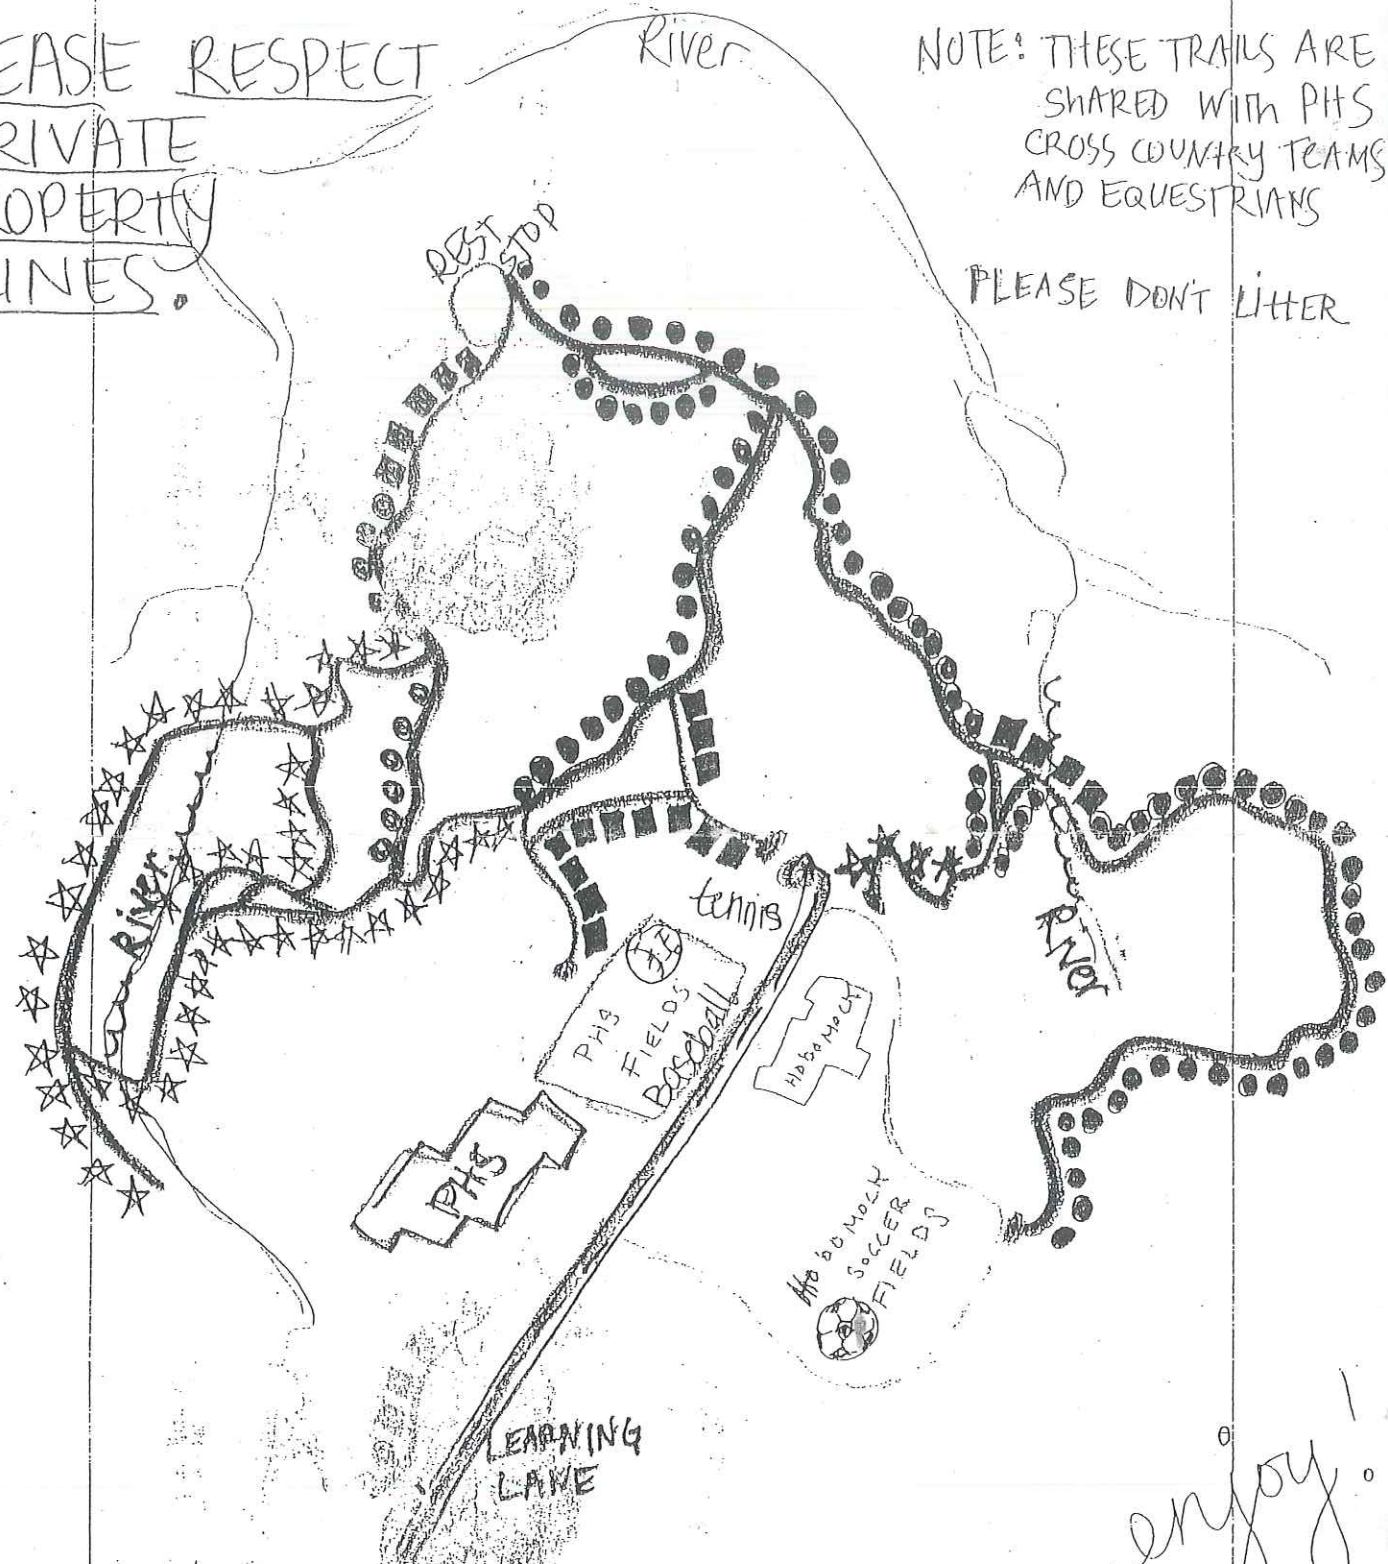 EASE RESPECT
RIVATE
OPERTY
INES.
River
NOTE: THESE TRAILS ARE
SHARED WITH PHS
CROSS COUNTRY TEAMS
AND EQUESTRIANS
PLEASE DON'T LITTER
REST STOP
River
tennis
River
PHS
FIELDS
Baseball
HOBOMOCK
PHS
HOBOMOCK
SOCCER
FIELDS
LEARNING
LANE
enjoy!